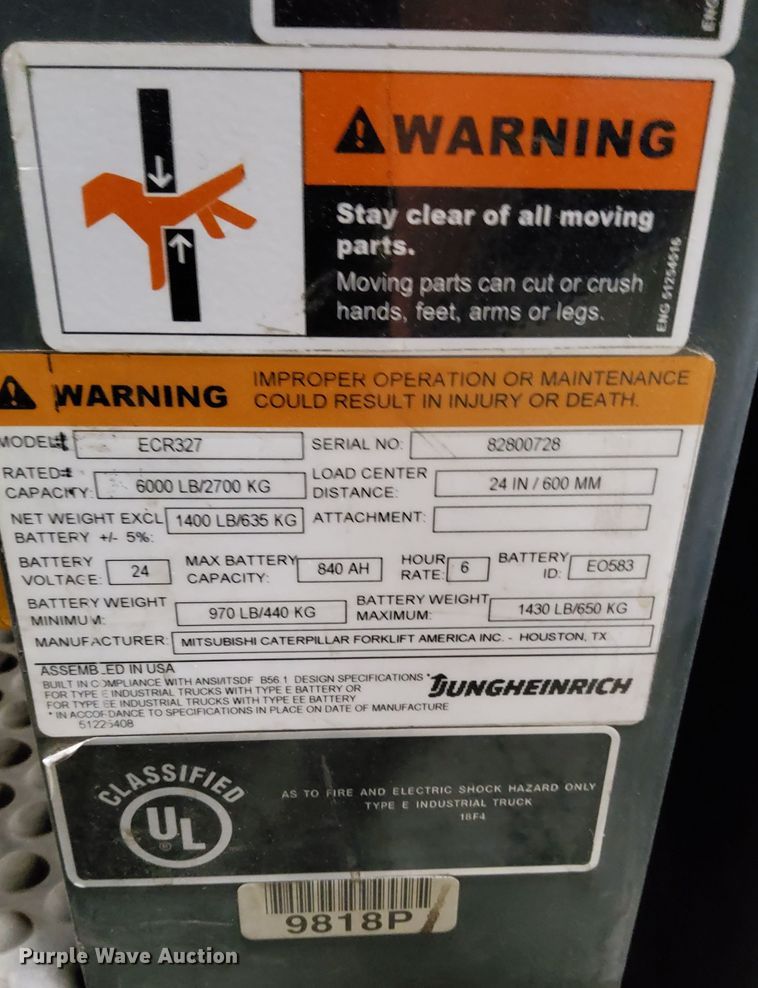 ENG
WARNING
Stay clear of all moving
parts.
Moving parts can cut or crush
hands, feet, arms or legs.
ENG 51254516
WARNING
IMPROPER OPERATION OR MAINTENANCE
COULD RESULT IN INJURY OR DEATH.
MODEL#: ECR327 SERIAL NO: 82800728
RATED CAPACITY: 6000 LB/2700 KG LOAD CENTER DISTANCE: 24 IN / 600 MM
NET WEIGHT EXCL BATTERY +/- 5%: 1400 LB/635 KG ATTACHMENT:
BATTERY VOLTAGE: 24 MAX BATTERY CAPACITY: 840 AH HOUR RATE: 6 BATTERY ID: EO583
BATTERY WEIGHT MINIMUM: 970 LB/440 KG BATTERY WEIGHT MAXIMUM: 1430 LB/650 KG
MANUFACTURER: MITSUBISHI CATERPILLAR FORKLIFT AMERICA INC. - HOUSTON, TX
ASSEMBLED IN USA
BUILT IN COMPLIANCE WITH ANSI/ITSDF B56.1 DESIGN SPECIFICATIONS *
FOR TYPE E INDUSTRIAL TRUCKS WITH TYPE E BATTERY OR
FOR TYPE EE INDUSTRIAL TRUCKS WITH TYPE EE BATTERY
* IN ACCORDANCE TO SPECIFICATIONS IN PLACE ON DATE OF MANUFACTURE
51225408
JUNGHEINRICH
CLASSIFIED
UL
®
AS TO FIRE AND ELECTRIC SHOCK HAZARD ONLY
TYPE E INDUSTRIAL TRUCK
18F4
9818P
Purple Wave Auction